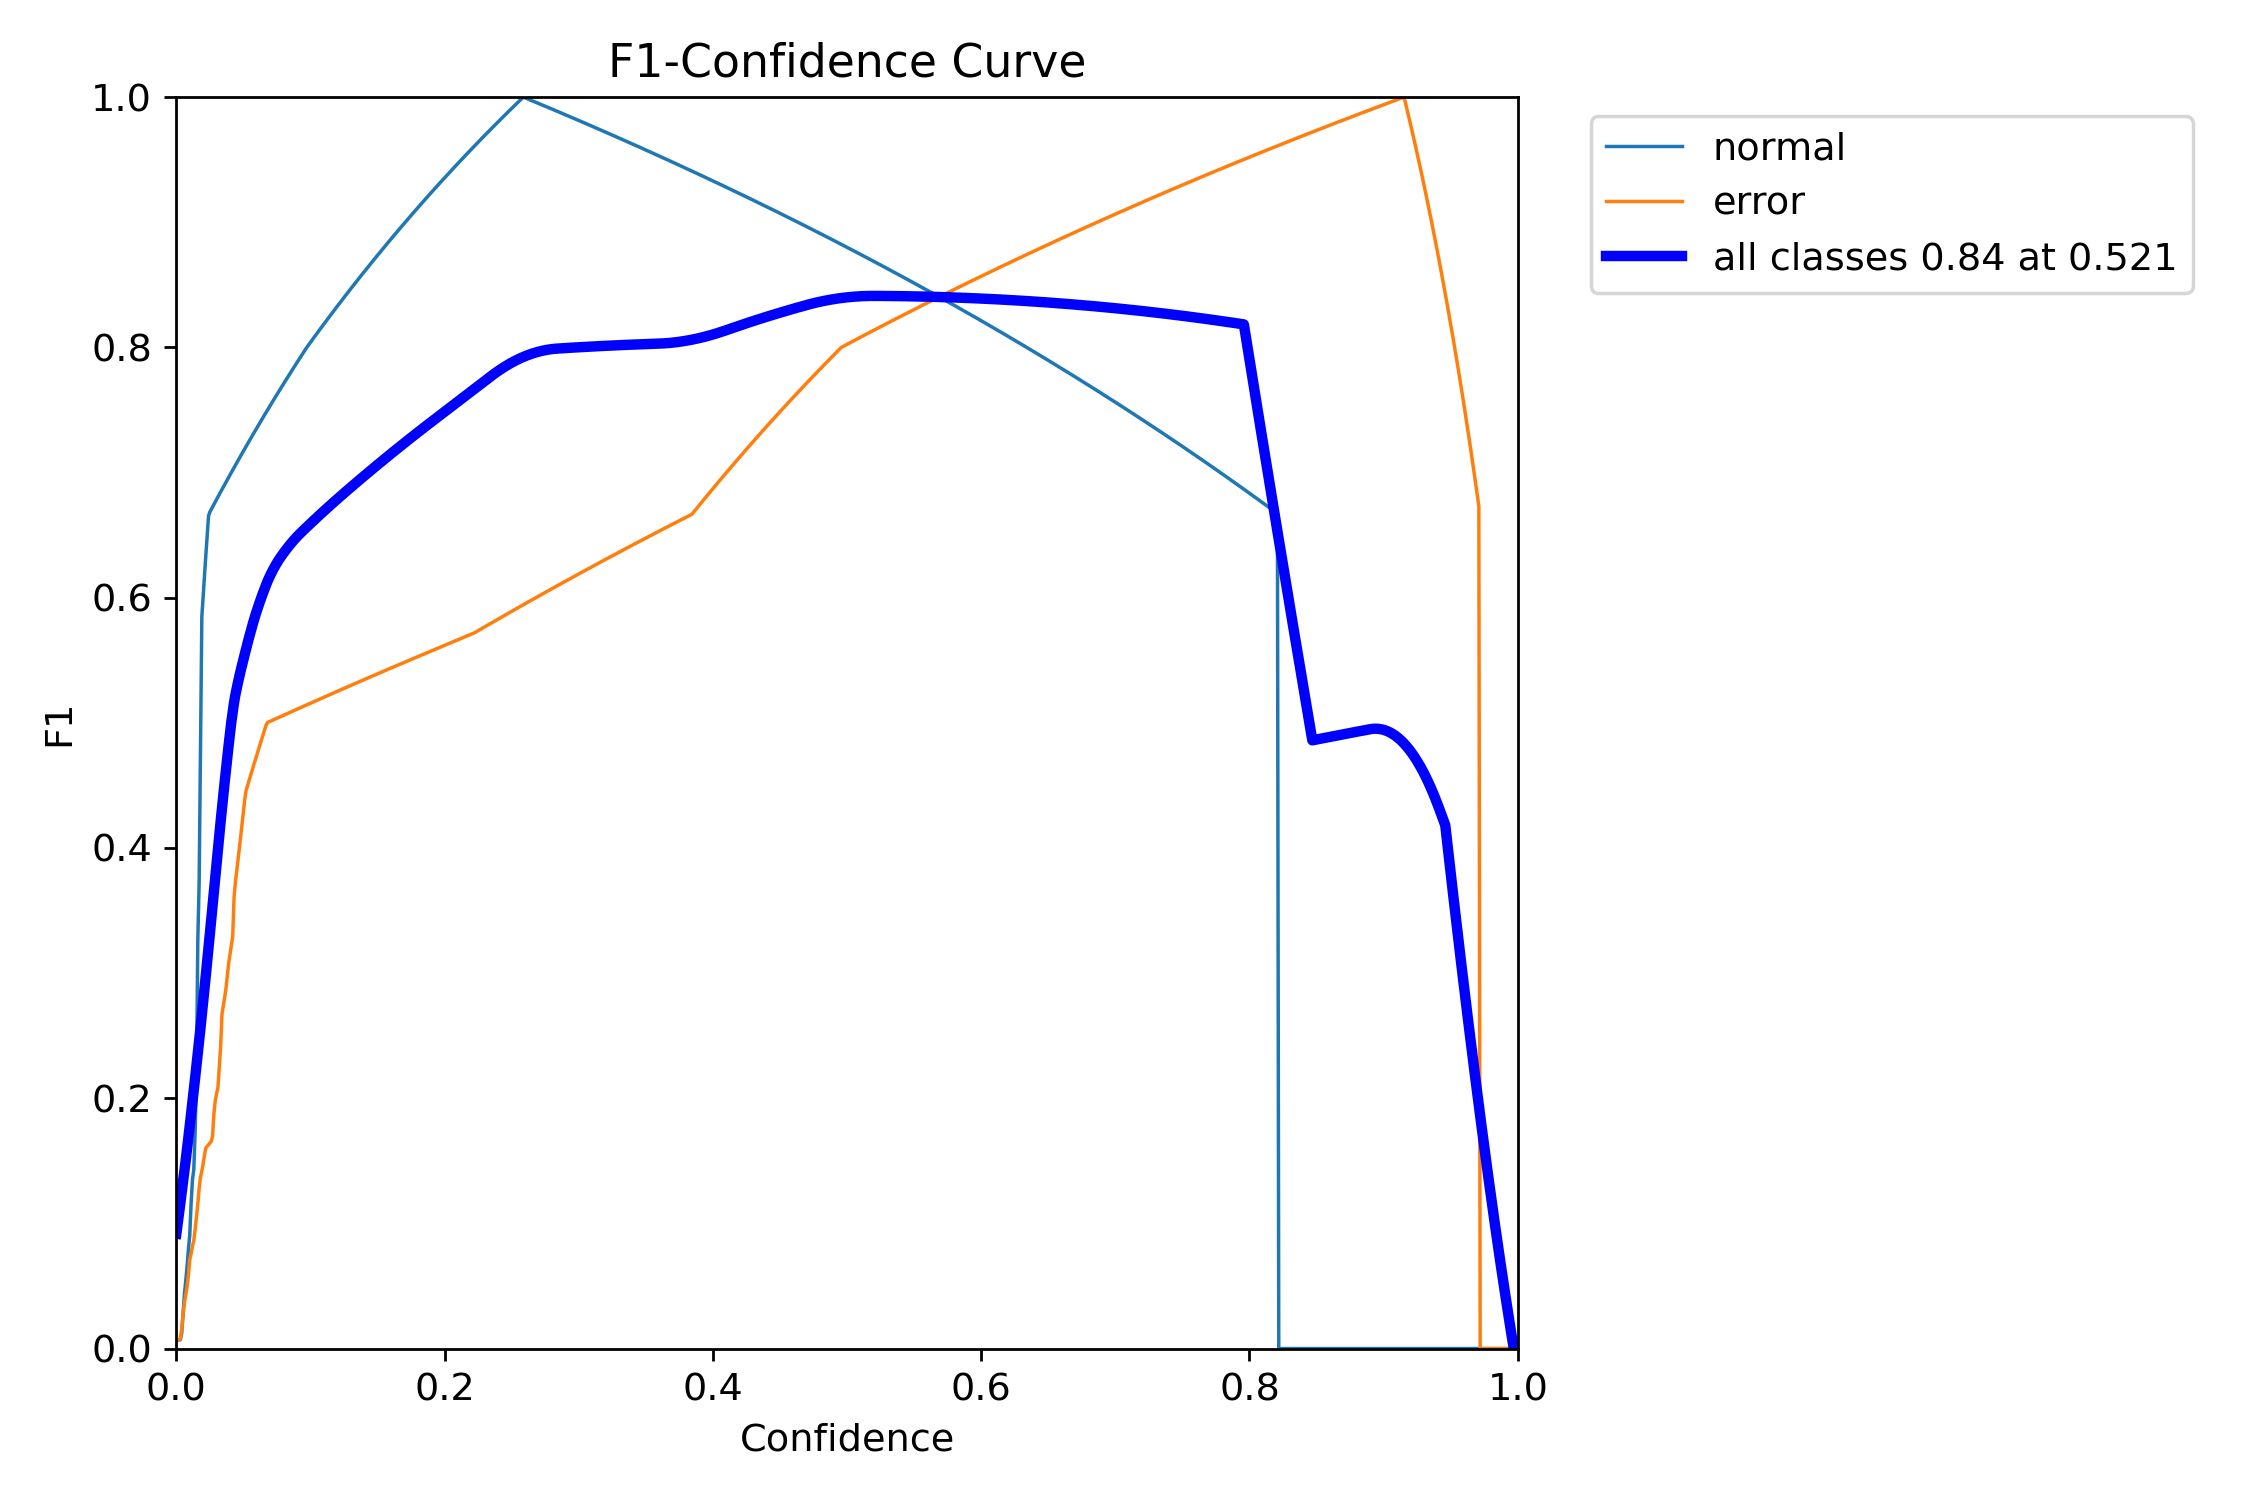 F1-Confidence Curve
1.0
0.8
0.6
0.4
0.2
0.0
F1
0.0 0.2 0.4 0.6 0.8 1.0
Confidence
normal
error
all classes 0.84 at 0.521